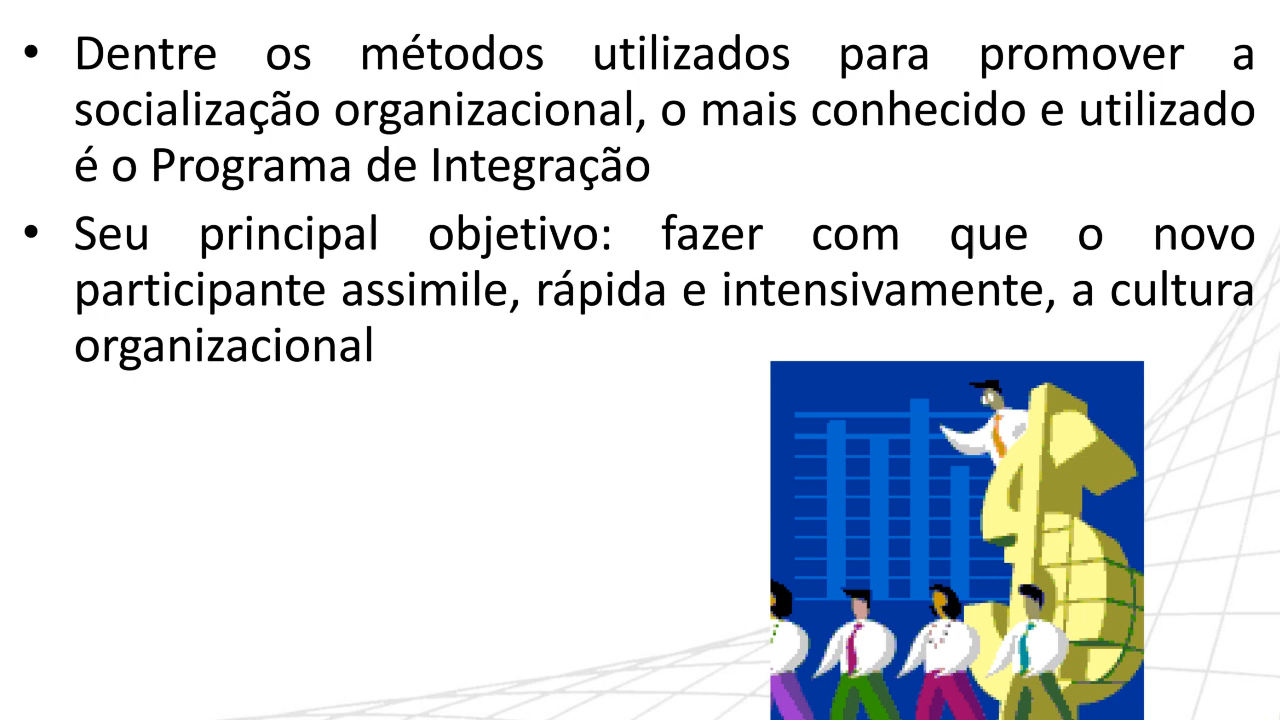 • Dentre os métodos utilizados para promover a
socialização organizacional, o mais conhecido e utilizado
é o Programa de Integração
• Seu principal objetivo: fazer com que o novo
participante assimile, rápida e intensivamente, a cultura
organizacional